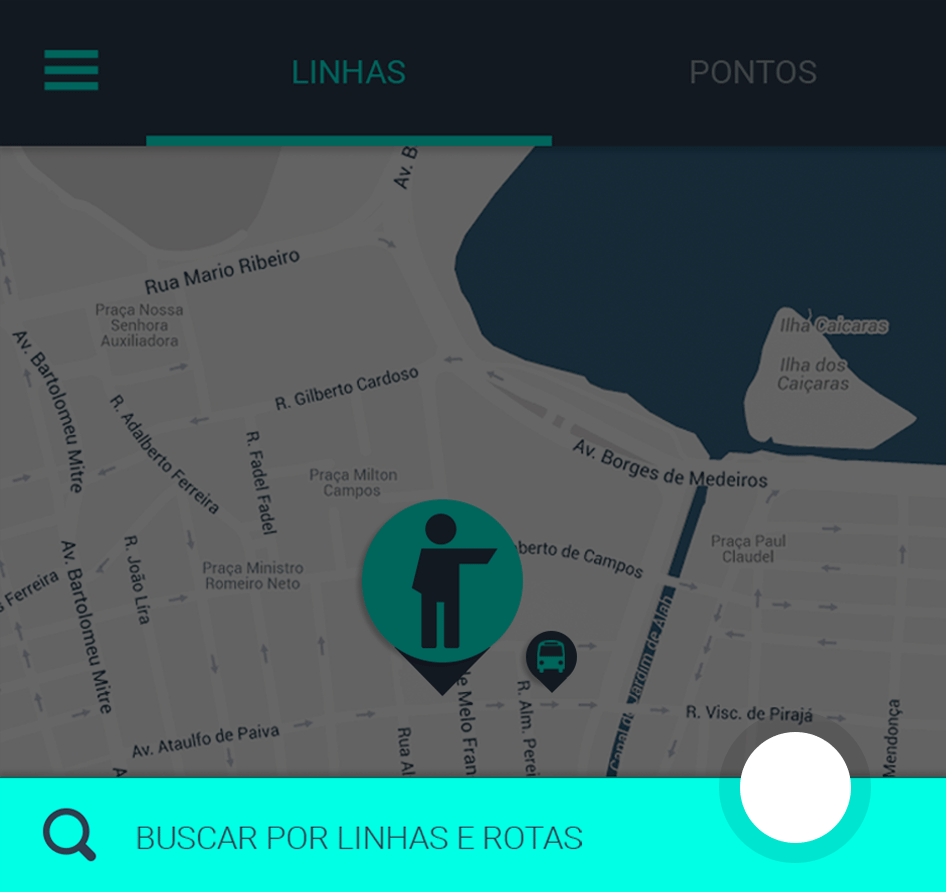 LINHAS
PONTOS
Av. B
Rua Mario Ribeiro
Praça Nossa
Senhora
Auxiliadora
Ilha Caicaras
Ilha dos
Caiçaras
Av. Bartolomeu Mitre
R. Gilberto Cardoso
R. Adalberto Ferreira
R. Fadel Fadel
Av. Borges de Medeiros
Praça Milton
Campos
Praça Paul
Claudel
berto de Campos
R. João Lira
Praça Ministro
Romeiro Neto
s Ferreira
Av. Bartolomeu Mitre
Canal do Jardim de Alah
de Melo Fran
R. Alm. Perei
R. Visc. de Pirajá
Mendonça
Av. Ataulfo de Paiva
Rua Al
A
BUSCAR POR LINHAS E ROTAS